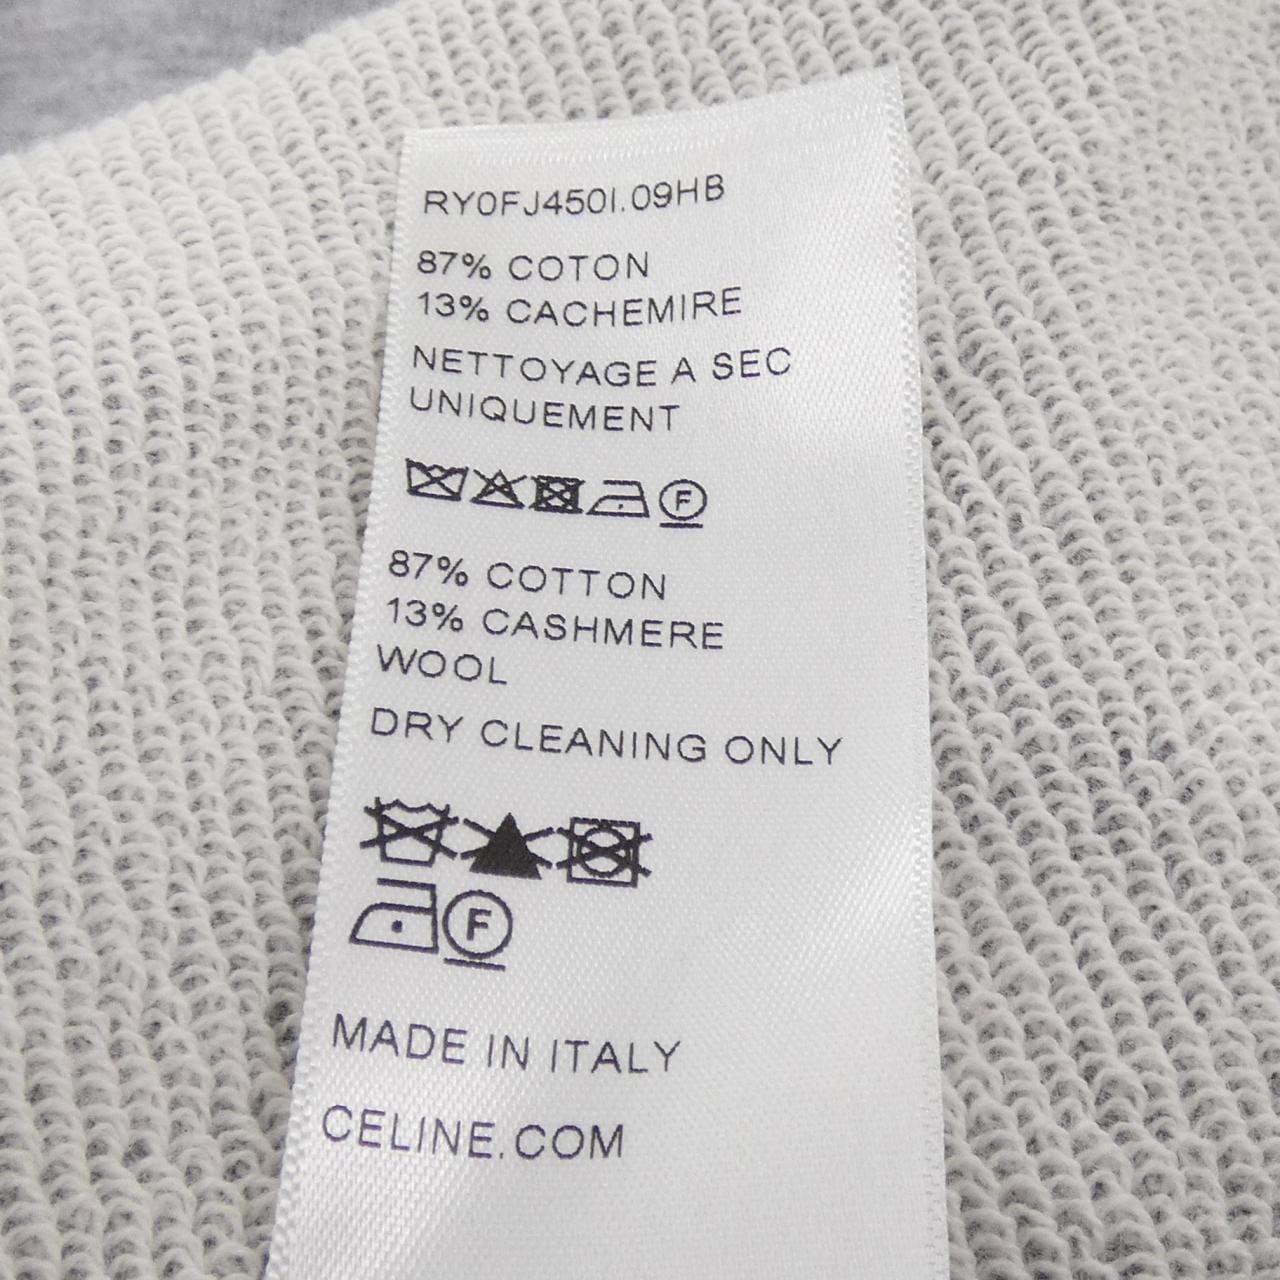 RY0FJ450I.09HB
87% COTON
13% CACHEMIRE
NETTOYAGE A SEC
UNIQUEMENT
F
87% COTTON
13% CASHMERE
WOOL
DRY CLEANING ONLY
F
MADE IN ITALY
CELINE.COM